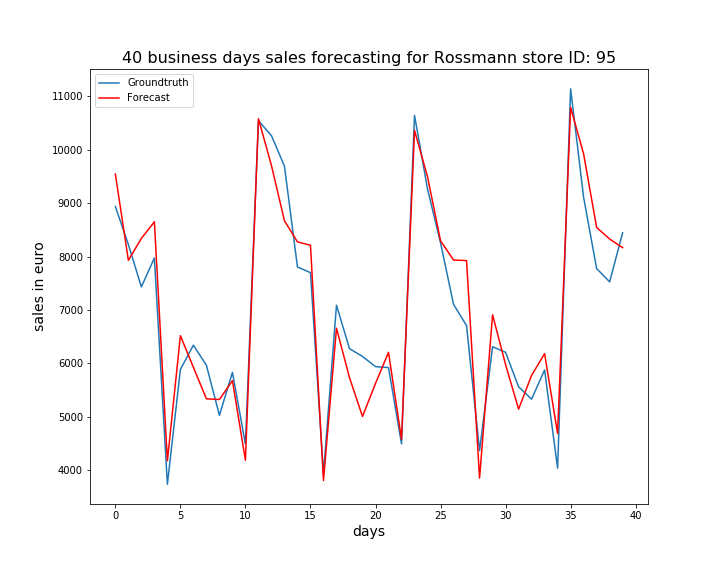 40 business days sales forecasting for Rossmann store ID: 95
Groundtruth
Forecast
11000
10000
9000
8000
7000
6000
5000
4000
sales in euro
0 5 10 15 20 25 30 35 40
days